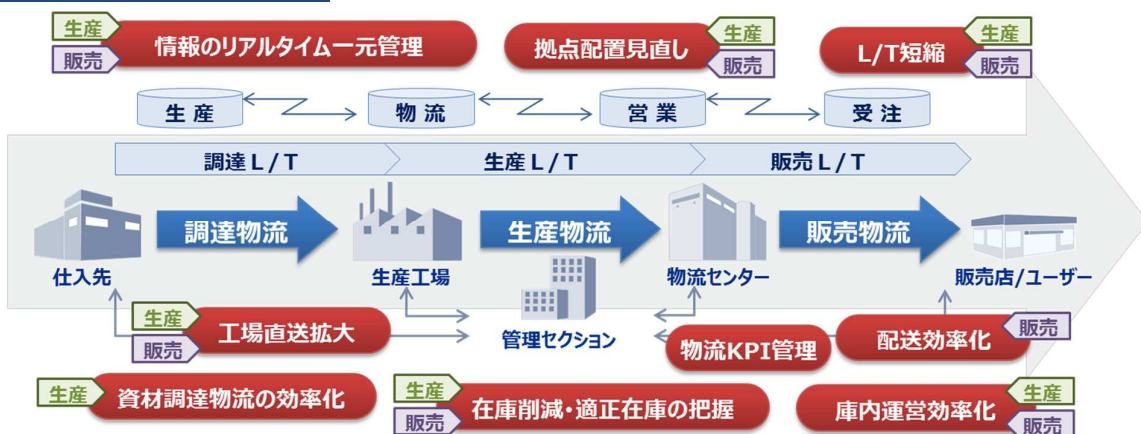 生産
販売
情報のリアルタイム一元管理
拠点配置見直し
生産
販売
L/T短縮
生産
販売
生産
物流
営業
受注
調達L/T
生産L/T
販売L/T
調達物流
生産物流
販売物流
仕入先
生産工場
物流センター
販売店/ユーザー
管理セクション
生産
販売
工場直送拡大
物流KPI管理
配送効率化
販売
生産
資材調達物流の効率化
生産
販売
在庫削減・適正在庫の把握
庫内運営効率化
生産
販売